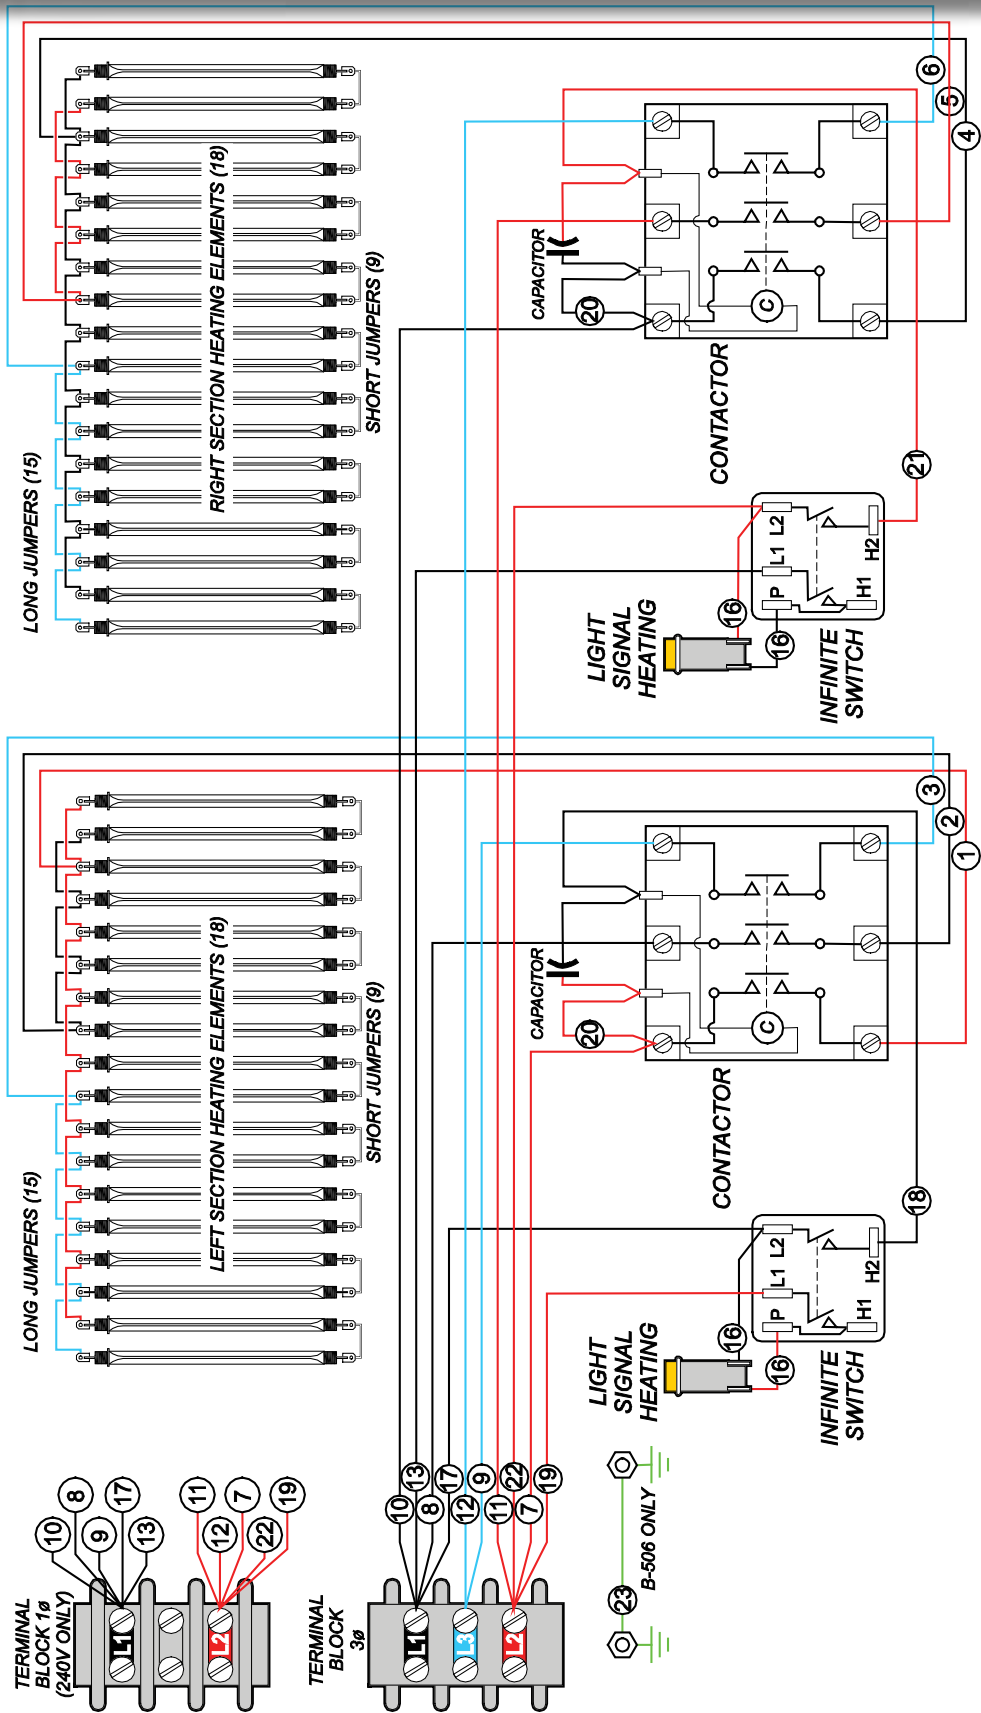 LONG JUMPERS (15)
RIGHT SECTION HEATING ELEMENTS (18)
SHORT JUMPERS (9)
CAPACITOR
20
C
CONTACTOR
6
5
4
21
LIGHT
SIGNAL
HEATING
16
16
P
L1
L2
H1
H2
INFINITE
SWITCH
LONG JUMPERS (15)
LEFT SECTION HEATING ELEMENTS (18)
SHORT JUMPERS (9)
CAPACITOR
20
C
CONTACTOR
3
2
1
18
LIGHT
SIGNAL
HEATING
16
16
P
L1
L2
H1
H2
INFINITE
SWITCH
TERMINAL
BLOCK 1ø
(240V ONLY)
L1
L2
10
8
9
17
13
11
12
7
22
19
TERMINAL
BLOCK
3ø
L1
L3
L2
10
13
8
17
12
9
11
22
7
19
23
B-506 ONLY